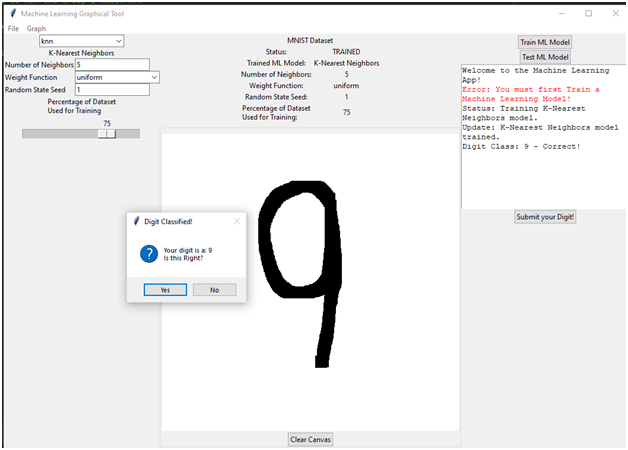 Machine Learning Graphical Tool
File Graph
knn
K-Nearest Neighbors
Number of Neighbors 5
Weight Function uniform
Random State Seed 1
Percentage of Dataset
Used for Training
75
MNIST Dataset
Status: TRAINED
Trained ML Model: K-Nearest Neighbors
Number of Neighbors: 5
Weight Function: uniform
Random State Seed: 1
Percentage of Dataset
Used for Training: 75
9
Digit Classified!
Your digit is a: 9
Is this Right?
Yes No
Clear Canvas
Train ML Model
Test ML Model
Welcome to the Machine Learning
App!
Error: You must first Train a
Machine Learning Model!
Status: Training K-Nearest
Neighbors model.
Update: K-Nearest Neighbors model
trained.
Digit Class: 9 - Correct!
Submit your Digit!